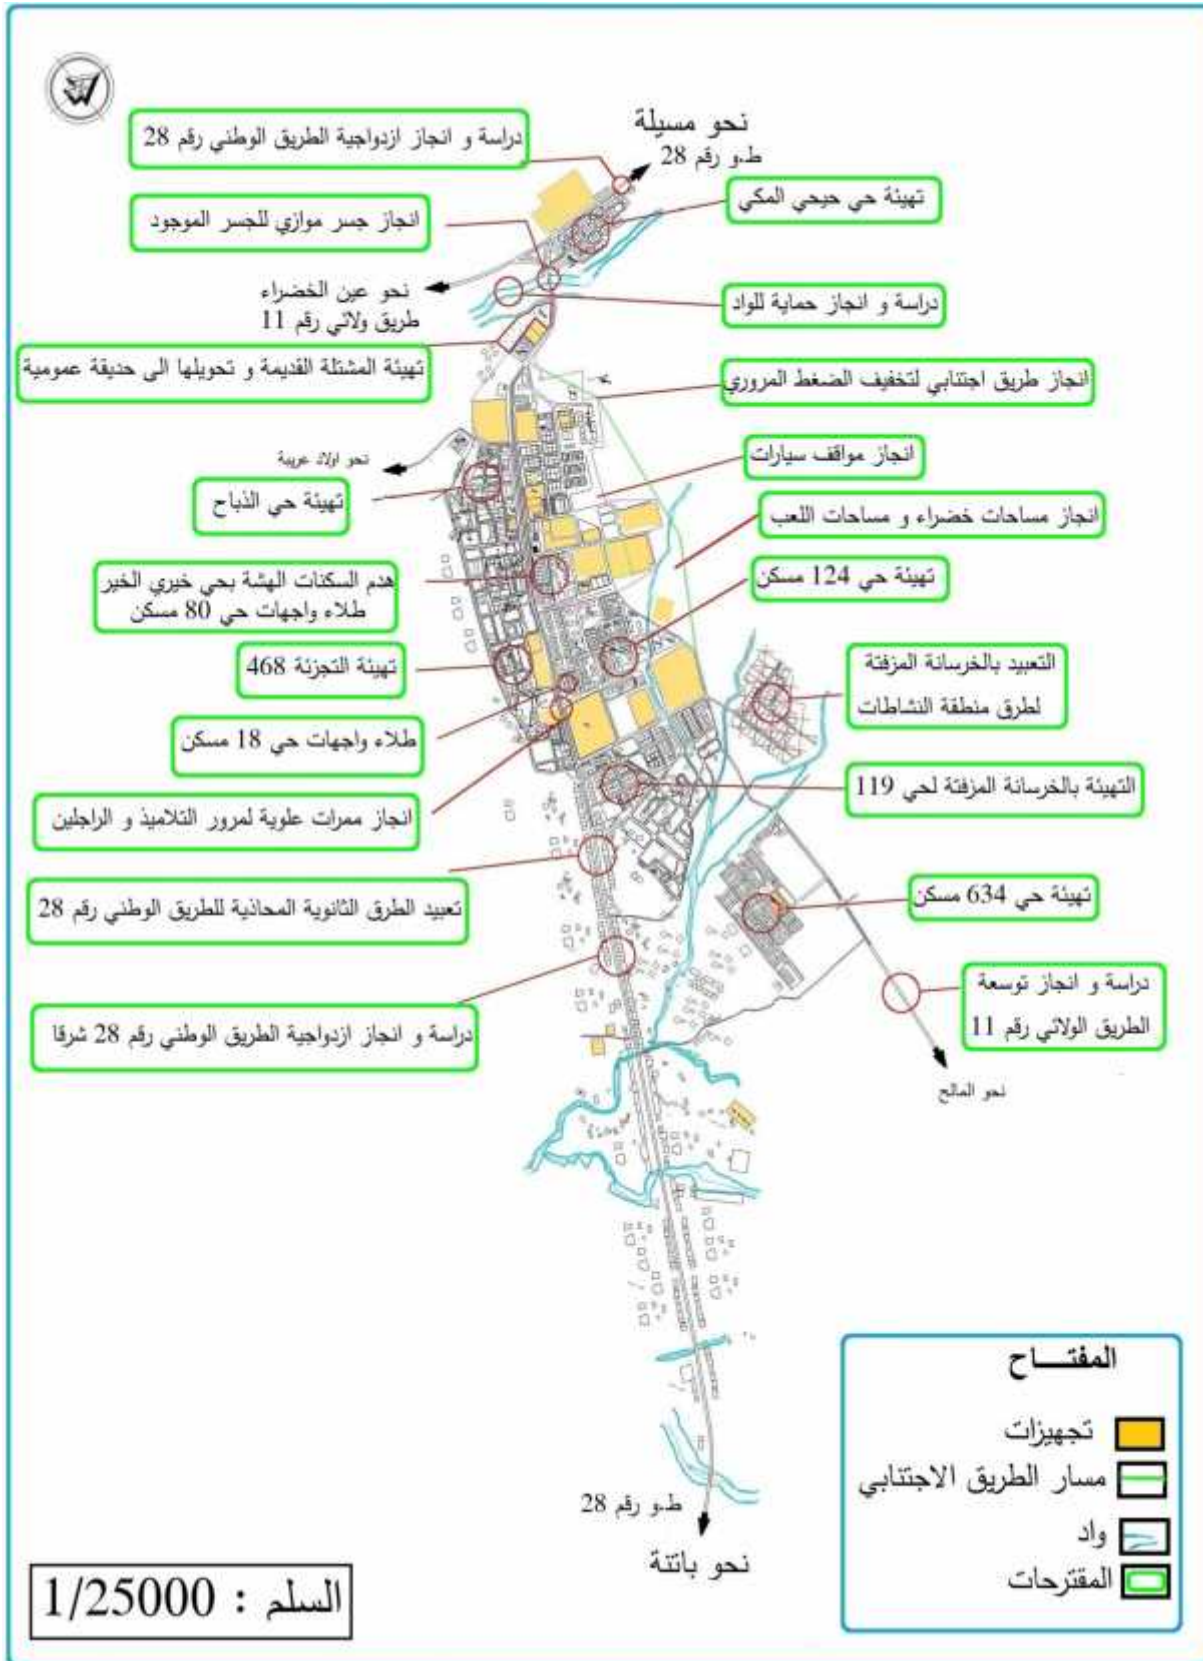 نحو مسيلة
ط.و رقم 28
دراسة و انجاز ازدواجية الطريق الوطني رقم 28
تهيئة حي حيحي المكي
انجاز جسر موازي للجسر الموجود
نحو عين الخضراء
طريق ولائي رقم 11
دراسة و انجاز حماية للواد
تهيئة المشتلة القديمة و تحويلها الى حديقة عمومية
انجاز طريق اجتنابي لتخفيف الضغط المروري
انجاز مواقف سيارات
نحو اولاد عريبة
تهيئة حي الذباح
انجاز مساحات خضراء و مساحات اللعب
تهيئة حي 124 مسكن
هدم السكنات الهشة بحي خيري الخير
طلاء واجهات حي 80 مسكن
تهيئة التجزئة 468
التعبيد بالخرسانة المزفتة
لطرق منطقة النشاطات
طلاء واجهات حي 18 مسكن
التهيئة بالخرسانة المزفتة لحي 119
انجاز ممرات علوية لمرور التلاميذ و الراجلين
تهيئة حي 634 مسكن
تعبيد الطرق الثانوية المحاذية للطريق الوطني رقم 28
دراسة و انجاز توسعة
الطريق الولائي رقم 11
دراسة و انجاز ازدواجية الطريق الوطني رقم 28 شرقا
نحو المالح
ط.و رقم 28
نحو باتنة
المفتـــاح
تجهيزات
مسار الطريق الاجتنابي
واد
المقترحات
السلم : 1/25000